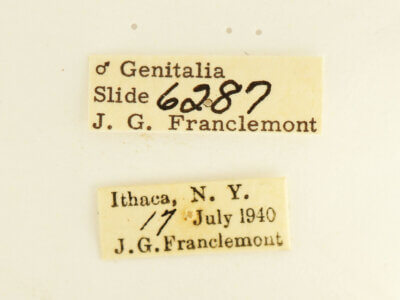 ♂ Genitalia
Slide 6287
J. G. Franclemont
Ithaca, N. Y.
17 July 1940
J.G.Franclemont